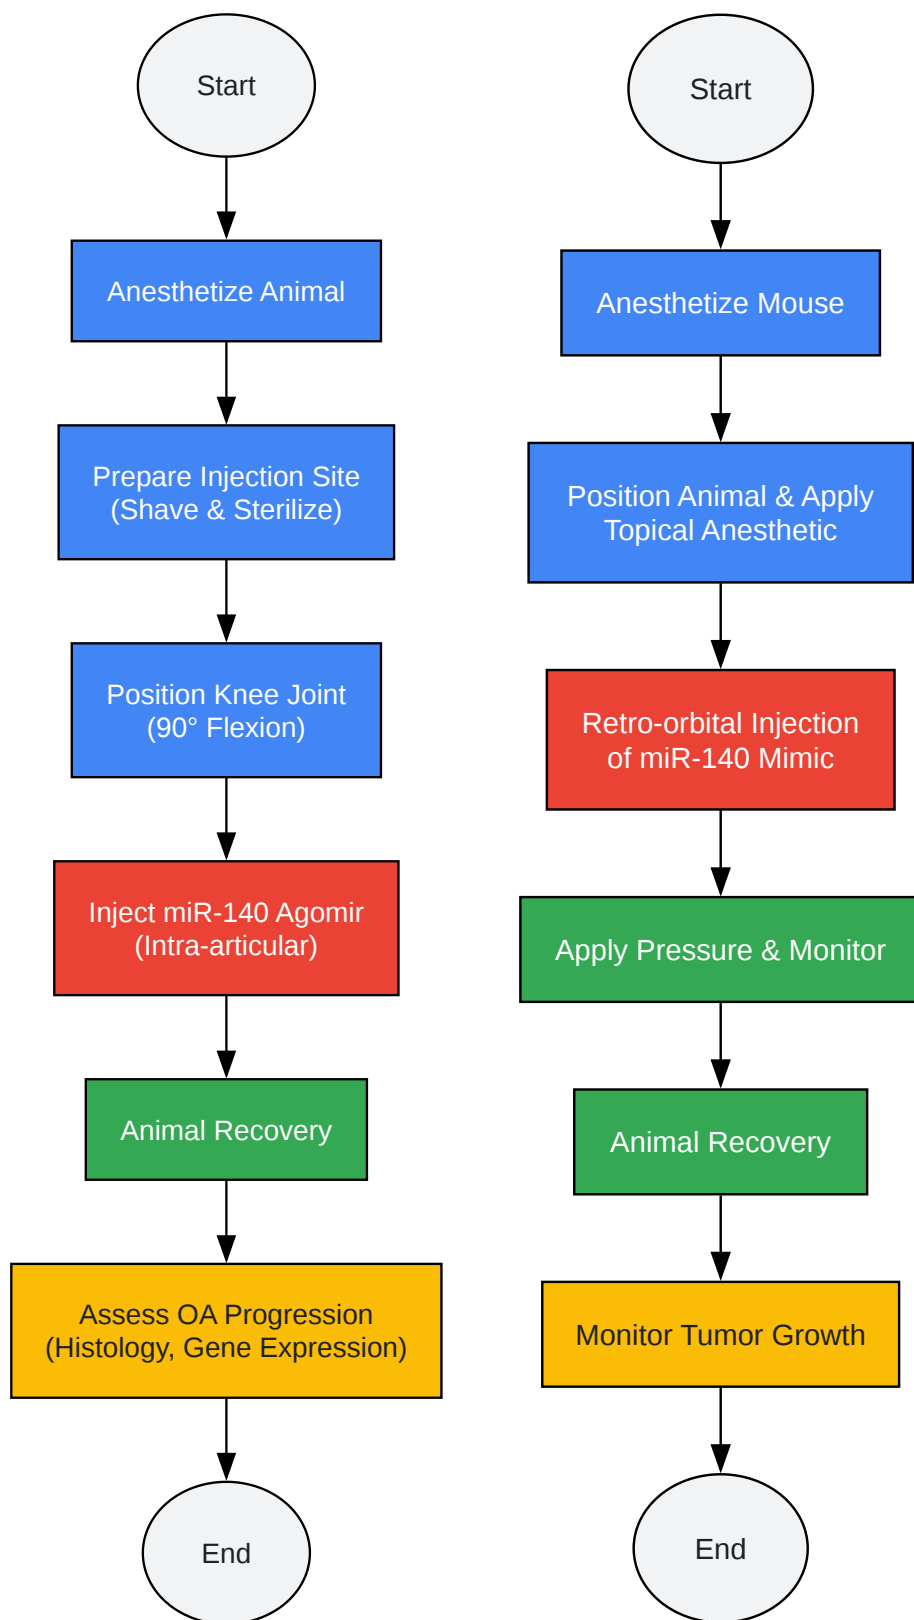 Start
Anesthetize Animal
Prepare Injection Site
(Shave & Sterilize)
Position Knee Joint
(90° Flexion)
Inject miR-140 Agomir
(Intra-articular)
Animal Recovery
Assess OA Progression
(Histology, Gene Expression)
End
Start
Anesthetize Mouse
Position Animal & Apply
Topical Anesthetic
Retro-orbital Injection
of miR-140 Mimic
Apply Pressure & Monitor
Animal Recovery
Monitor Tumor Growth
End